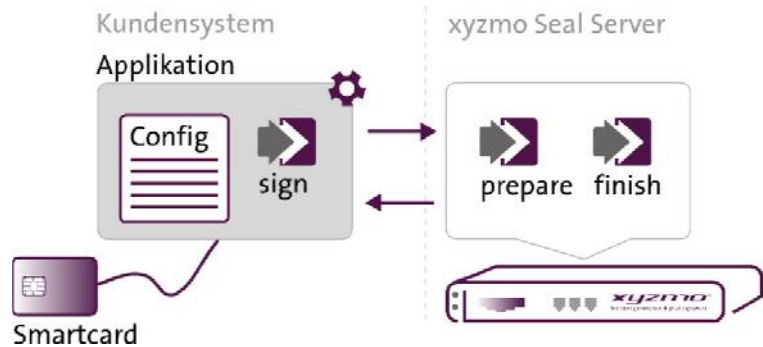 Kundensystem
xyzmo Seal Server
Applikation
Config
sign
prepare
finish
xyzmo
Smartcard